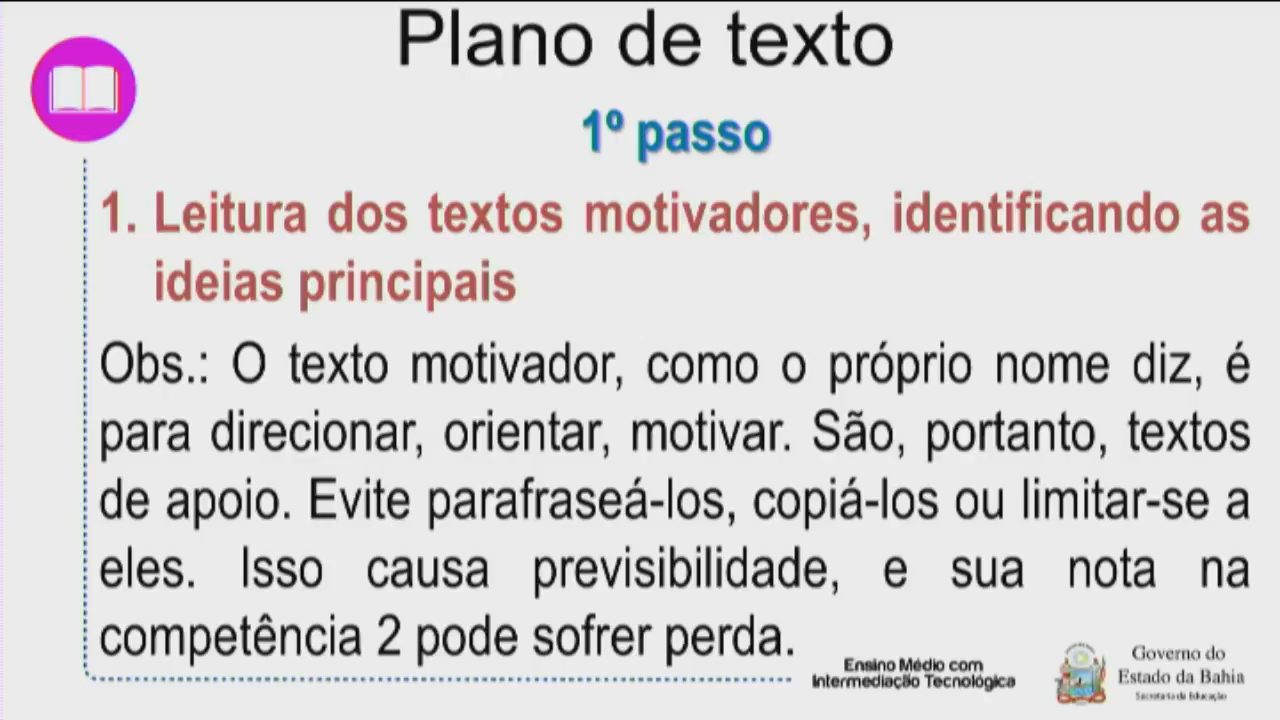 Plano de texto
1º passo
1. Leitura dos textos motivadores, identificando as
ideias principais
Obs.: O texto motivador, como o próprio nome diz, é
para direcionar, orientar, motivar. São, portanto, textos
de apoio. Evite parafraseá-los, copiá-los ou limitar-se a
eles. Isso causa previsibilidade, e sua nota na
competência 2 pode sofrer perda.
Ensino Médio com
Intermediação Tecnológica
Governo do
Estado da Bahia
Secretaria da Educação